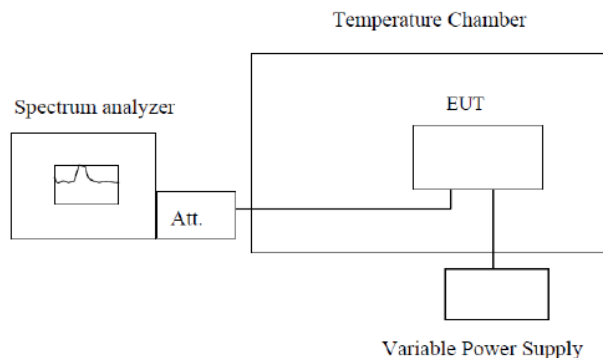 Temperature Chamber
Spectrum analyzer
EUT
Att.
Variable Power Supply